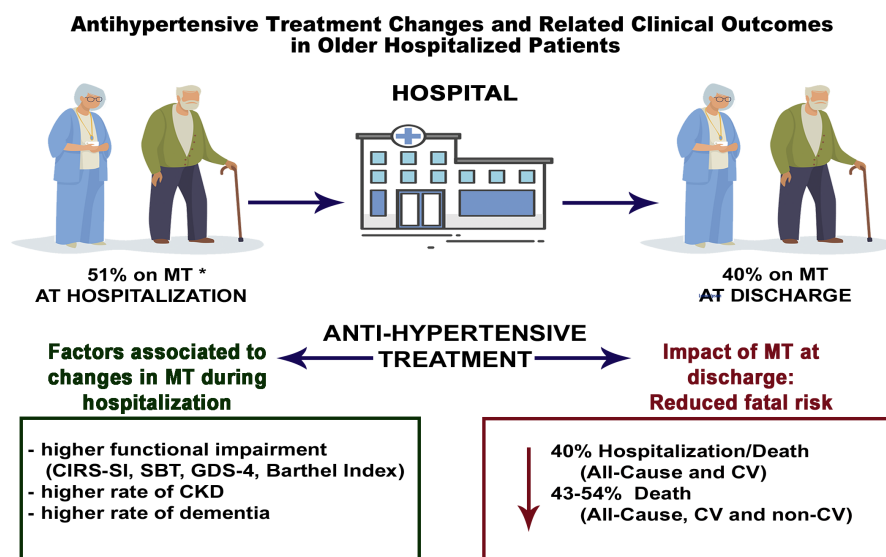 Antihypertensive Treatment Changes and Related Clinical Outcomes
in Older Hospitalized Patients
HOSPITAL
51% on MT *
AT HOSPITALIZATION
40% on MT
AT DISCHARGE
ANTI-HYPERTENSIVE
TREATMENT
Factors associated to
changes in MT during
hospitalization
- higher functional impairment
(CIRS-SI, SBT, GDS-4, Barthel Index)
- higher rate of CKD
- higher rate of dementia
Impact of MT at
discharge:
Reduced fatal risk
40% Hospitalization/Death
(All-Cause and CV)
43-54% Death
(All-Cause, CV and non-CV)